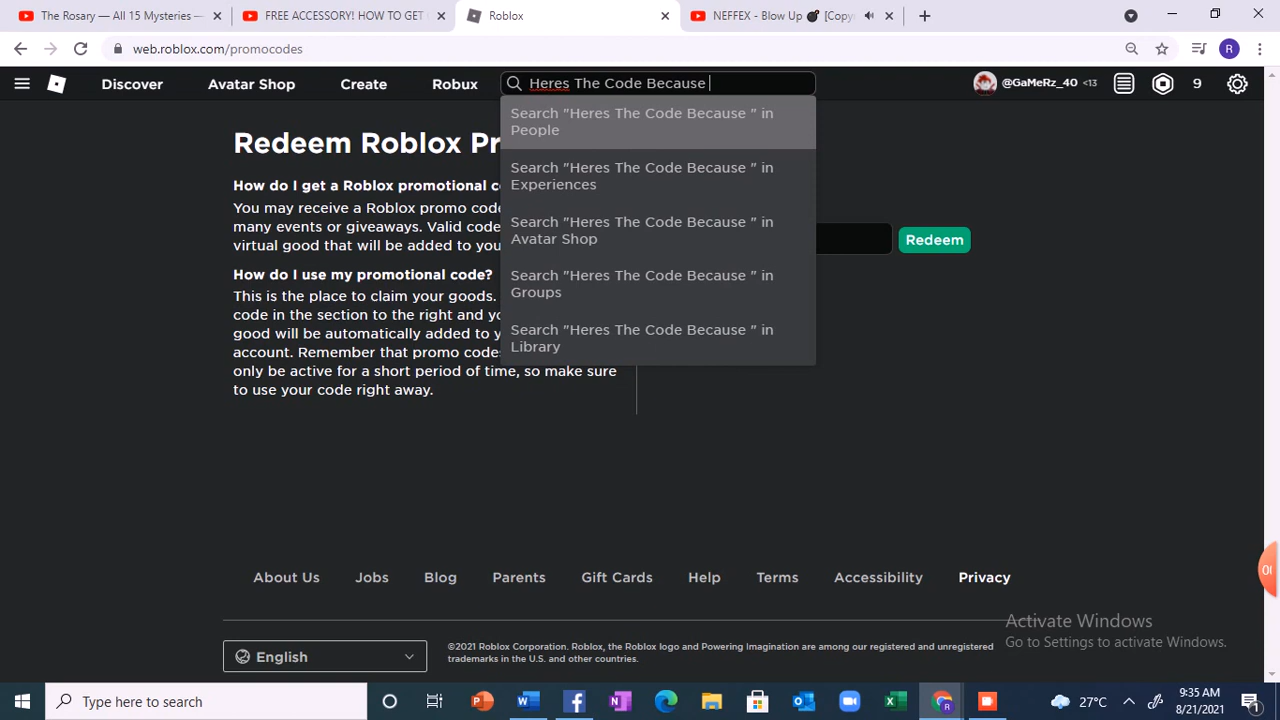 The Rosary — All 15 Mysteries —
FREE ACCESSORY! HOW TO GET
Roblox
NEFFEX - Blow Up 💣 [Copy
R
web.roblox.com/promocodes
Discover
Avatar Shop
Create
Robux
Heres The Code Because
@GaMeRz_40 <13
9
Search "Heres The Code Because " in
People
Search "Heres The Code Because " in
Experiences
Search "Heres The Code Because " in
Avatar Shop
Search "Heres The Code Because " in
Groups
Search "Heres The Code Because " in
Library
Redeem Roblox Pr
How do I get a Roblox promotional c
You may receive a Roblox promo code
many events or giveaways. Valid code
virtual good that will be added to you
How do I use my promotional code?
This is the place to claim your goods.
code in the section to the right and yo
good will be automatically added to y
account. Remember that promo codes
only be active for a short period of time, so make sure
to use your code right away.
Redeem
00
About Us
Jobs
Blog
Parents
Gift Cards
Help
Terms
Accessibility
Privacy
English
©2021 Roblox Corporation. Roblox, the Roblox logo and Powering Imagination are among our registered and unregistered
trademarks in the U.S. and other countries.
Activate Windows
Go to Settings to activate Windows.
Type here to search
27°C
9:35 AM
8/21/2021
1